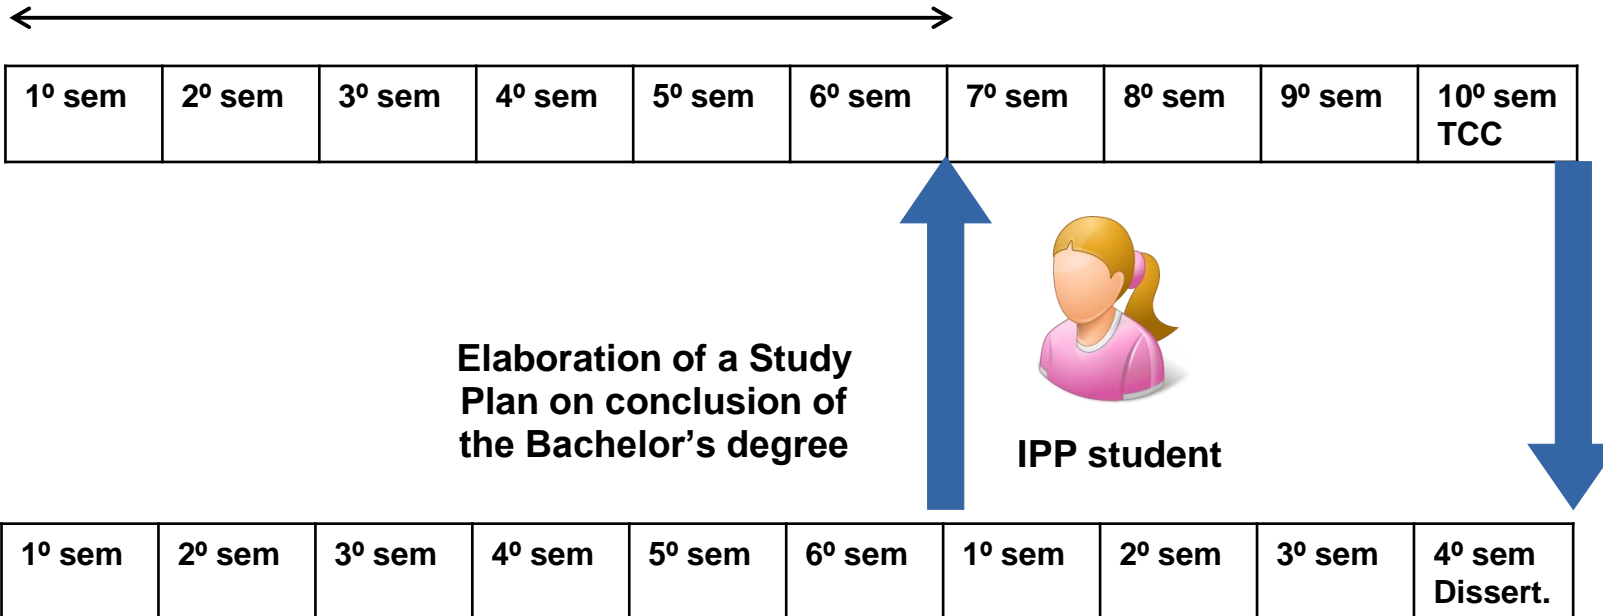 1º sem 2º sem 3º sem 4º sem 5º sem 6º sem 7º sem 8º sem 9º sem 10º sem
TCC
Elaboration of a Study
Plan on conclusion of
the Bachelor’s degree
IPP student
1º sem 2º sem 3º sem 4º sem 5º sem 6º sem 1º sem 2º sem 3º sem 4º sem
Dissert.